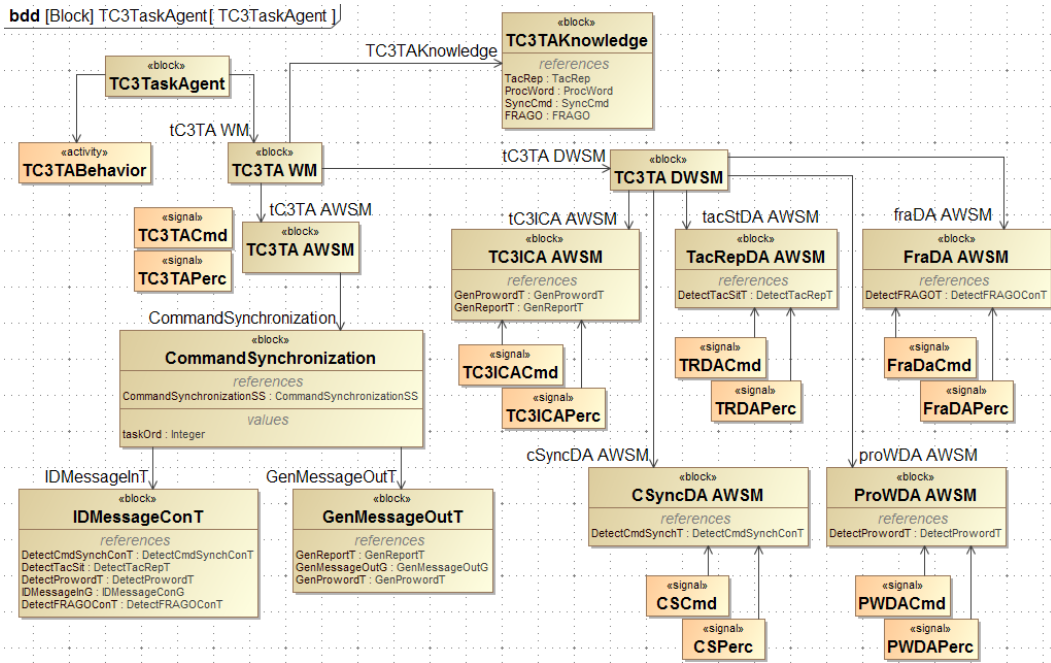 bdd [Block] TC3TaskAgent[ TC3TaskAgent ]
«block»
TC3TaskAgent
«activity»
TC3TABehavior
tC3TA WM
«block»
TC3TA WM
TC3TAKnowledge
«block»
TC3TAKnowledge
references
TacRep : TacRep
ProcWord : ProcWord
SyncCmd : SyncCmd
FRAGO : FRAGO
tC3TA DWSM
«block»
TC3TA DWSM
«signal»
TC3TACmd
«signal»
TC3TAPerc
tC3TA AWSM
«block»
TC3TA AWSM
tC3ICA AWSM
«block»
TC3ICA AWSM
references
GenProwordT : GenProwordT
GenReportT : GenReportT
«signal»
TC3ICACmd
«signal»
TC3ICAPerc
tacStDA AWSM
«block»
TacRepDA AWSM
references
DetectTacSitT : DetectTacRepT
«signal»
TRDACmd
«signal»
TRDAPerc
fraDA AWSM
«block»
FraDA AWSM
references
DetectFRAGOT : DetectFRAGOConT
«signal»
FraDaCmd
«signal»
FraDAPerc
CommandSynchronization
«block»
CommandSynchronization
references
CommandSynchronizationSS : CommandSynchronizationSS
values
taskOrd : Integer
IDMessageInT
«block»
IDMessageConT
references
DetectCmdSynchConT : DetectCmdSynchConT
DetectTacSit : DetectTacRepT
DetectProwordT : DetectProwordT
IDMessageInG : IDMessageConG
DetectFRAGOConT : DetectFRAGOConT
GenMessageOutT
«block»
GenMessageOutT
references
GenReportT : GenReportT
GenMessageOutG : GenMessageOutG
GenProwordT : GenProwordT
cSyncDA AWSM
«block»
CSyncDA AWSM
references
DetectCmdSynchT : DetectCmdSynchConT
«signal»
CSCmd
«signal»
CSPerc
proWDA AWSM
«block»
ProWDA AWSM
references
DetectProwordT : DetectProwordT
«signal»
PWDACmd
«signal»
PWDAPerc